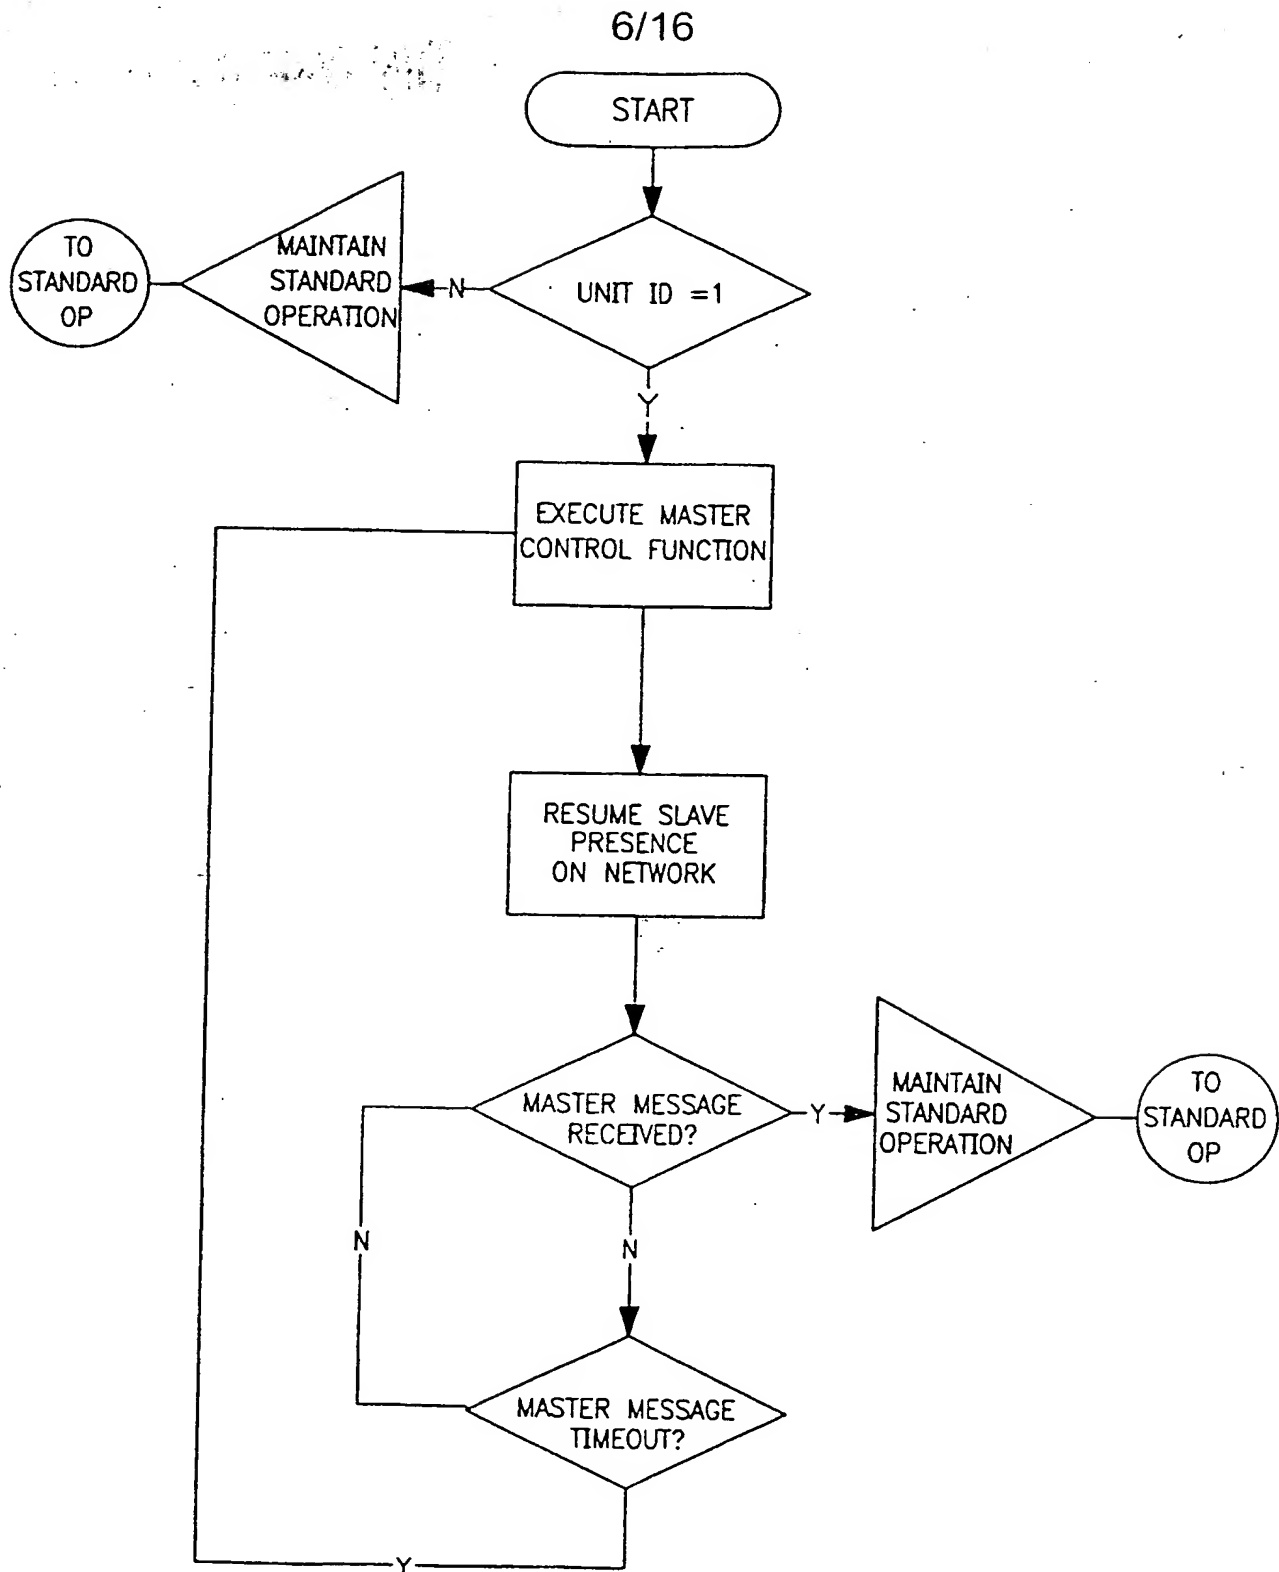 6/16
START
TO
STANDARD
OP
MAINTAIN
STANDARD
OPERATION
N
UNIT ID =1
Y
EXECUTE MASTER
CONTROL FUNCTION
RESUME SLAVE
PRESENCE
ON NETWORK
MASTER MESSAGE
RECEIVED?
Y
MAINTAIN
STANDARD
OPERATION
TO
STANDARD
OP
N
N
MASTER MESSAGE
TIMEOUT?
Y